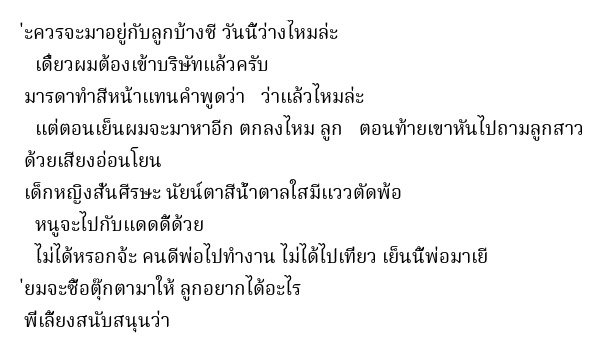 ่ะควรจะมาอยู่กับลูกบ้างซี วันนี้ว่างไหมล่ะ
เดี๋ยวผมต้องเข้าบริษัทแล้วครับ
มารดาทำสีหน้าแทนคำพูดว่า ว่าแล้วไหมล่ะ
แต่ตอนเย็นผมจะมาหาอีก ตกลงไหม ลูก ตอนท้ายเขาหันไปถามลูกสาว
ด้วยเสียงอ่อนโยน
เด็กหญิงสั่นศีรษะ นัยน์ตาสีน้ำตาลใสมีแววตัดพ้อ
หนูจะไปกับแดดดี้ด้วย
ไม่ได้หรอกจ้ะ คนดีพ่อไปทำงาน ไม่ได้ไปเที่ยว เย็นนี้พ่อมาเยี
่ยมจะซื้อตุ๊กตามาให้ ลูกอยากได้อะไร
พี่เลี้ยงสนับสนุนว่า